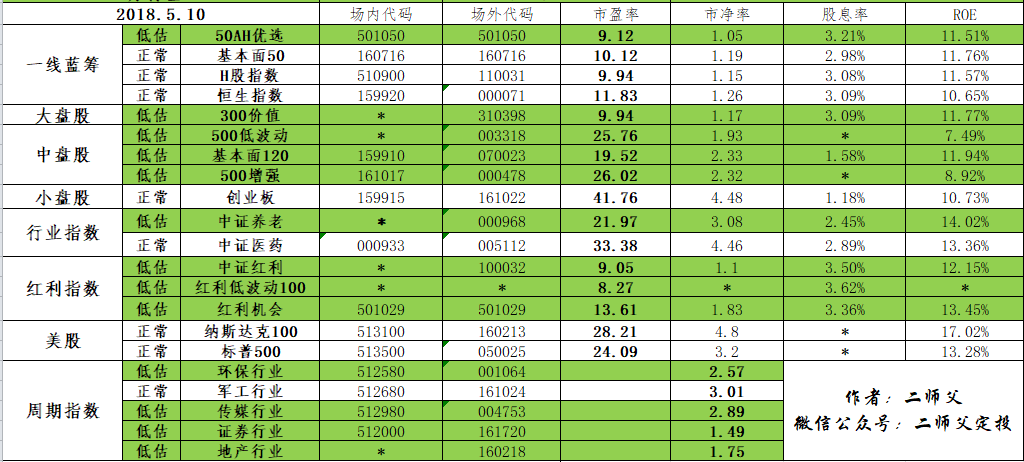 2018.5.10 场内代码 场外代码 市盈率 市净率 股息率 ROE
一线蓝筹 低估 50AH优选 501050 501050 9.12 1.05 3.21% 11.51%
正常 基本面50 160716 160716 10.12 1.19 2.98% 11.76%
正常 H股指数 510900 110031 9.94 1.15 3.08% 11.57%
正常 恒生指数 159920 000071 11.83 1.26 3.09% 10.65%
大盘股 低估 300价值 * 310398 9.94 1.17 3.09% 11.77%
中盘股 低估 500低波动 * 003318 25.76 1.93 * 7.49%
低估 基本面120 159910 070023 19.52 2.33 1.58% 11.94%
低估 500增强 161017 000478 26.02 2.32 * 8.92%
小盘股 正常 创业板 159915 161022 41.76 4.48 1.18% 10.73%
行业指数 低估 中证养老 * 000968 21.97 3.08 2.45% 14.02%
正常 中证医药 000933 005112 33.38 4.46 2.89% 13.36%
红利指数 低估 中证红利 * 100032 9.05 1.1 3.50% 12.15%
低估 红利低波动100 * * 8.27 * 3.62% *
低估 红利机会 501029 501029 13.61 1.83 3.36% 13.45%
美股 正常 纳斯达克100 513100 160213 28.21 4.8 * 17.02%
正常 标普500 513500 050025 24.09 3.2 * 13.28%
周期指数 低估 环保行业 512580 001064 2.57
正常 军工行业 512680 161024 3.01
低估 传媒行业 512980 004753 2.89
低估 证券行业 512000 161720 1.49
低估 地产行业 * 160218 1.75
作者：二师父
微信公众号：二师父定投